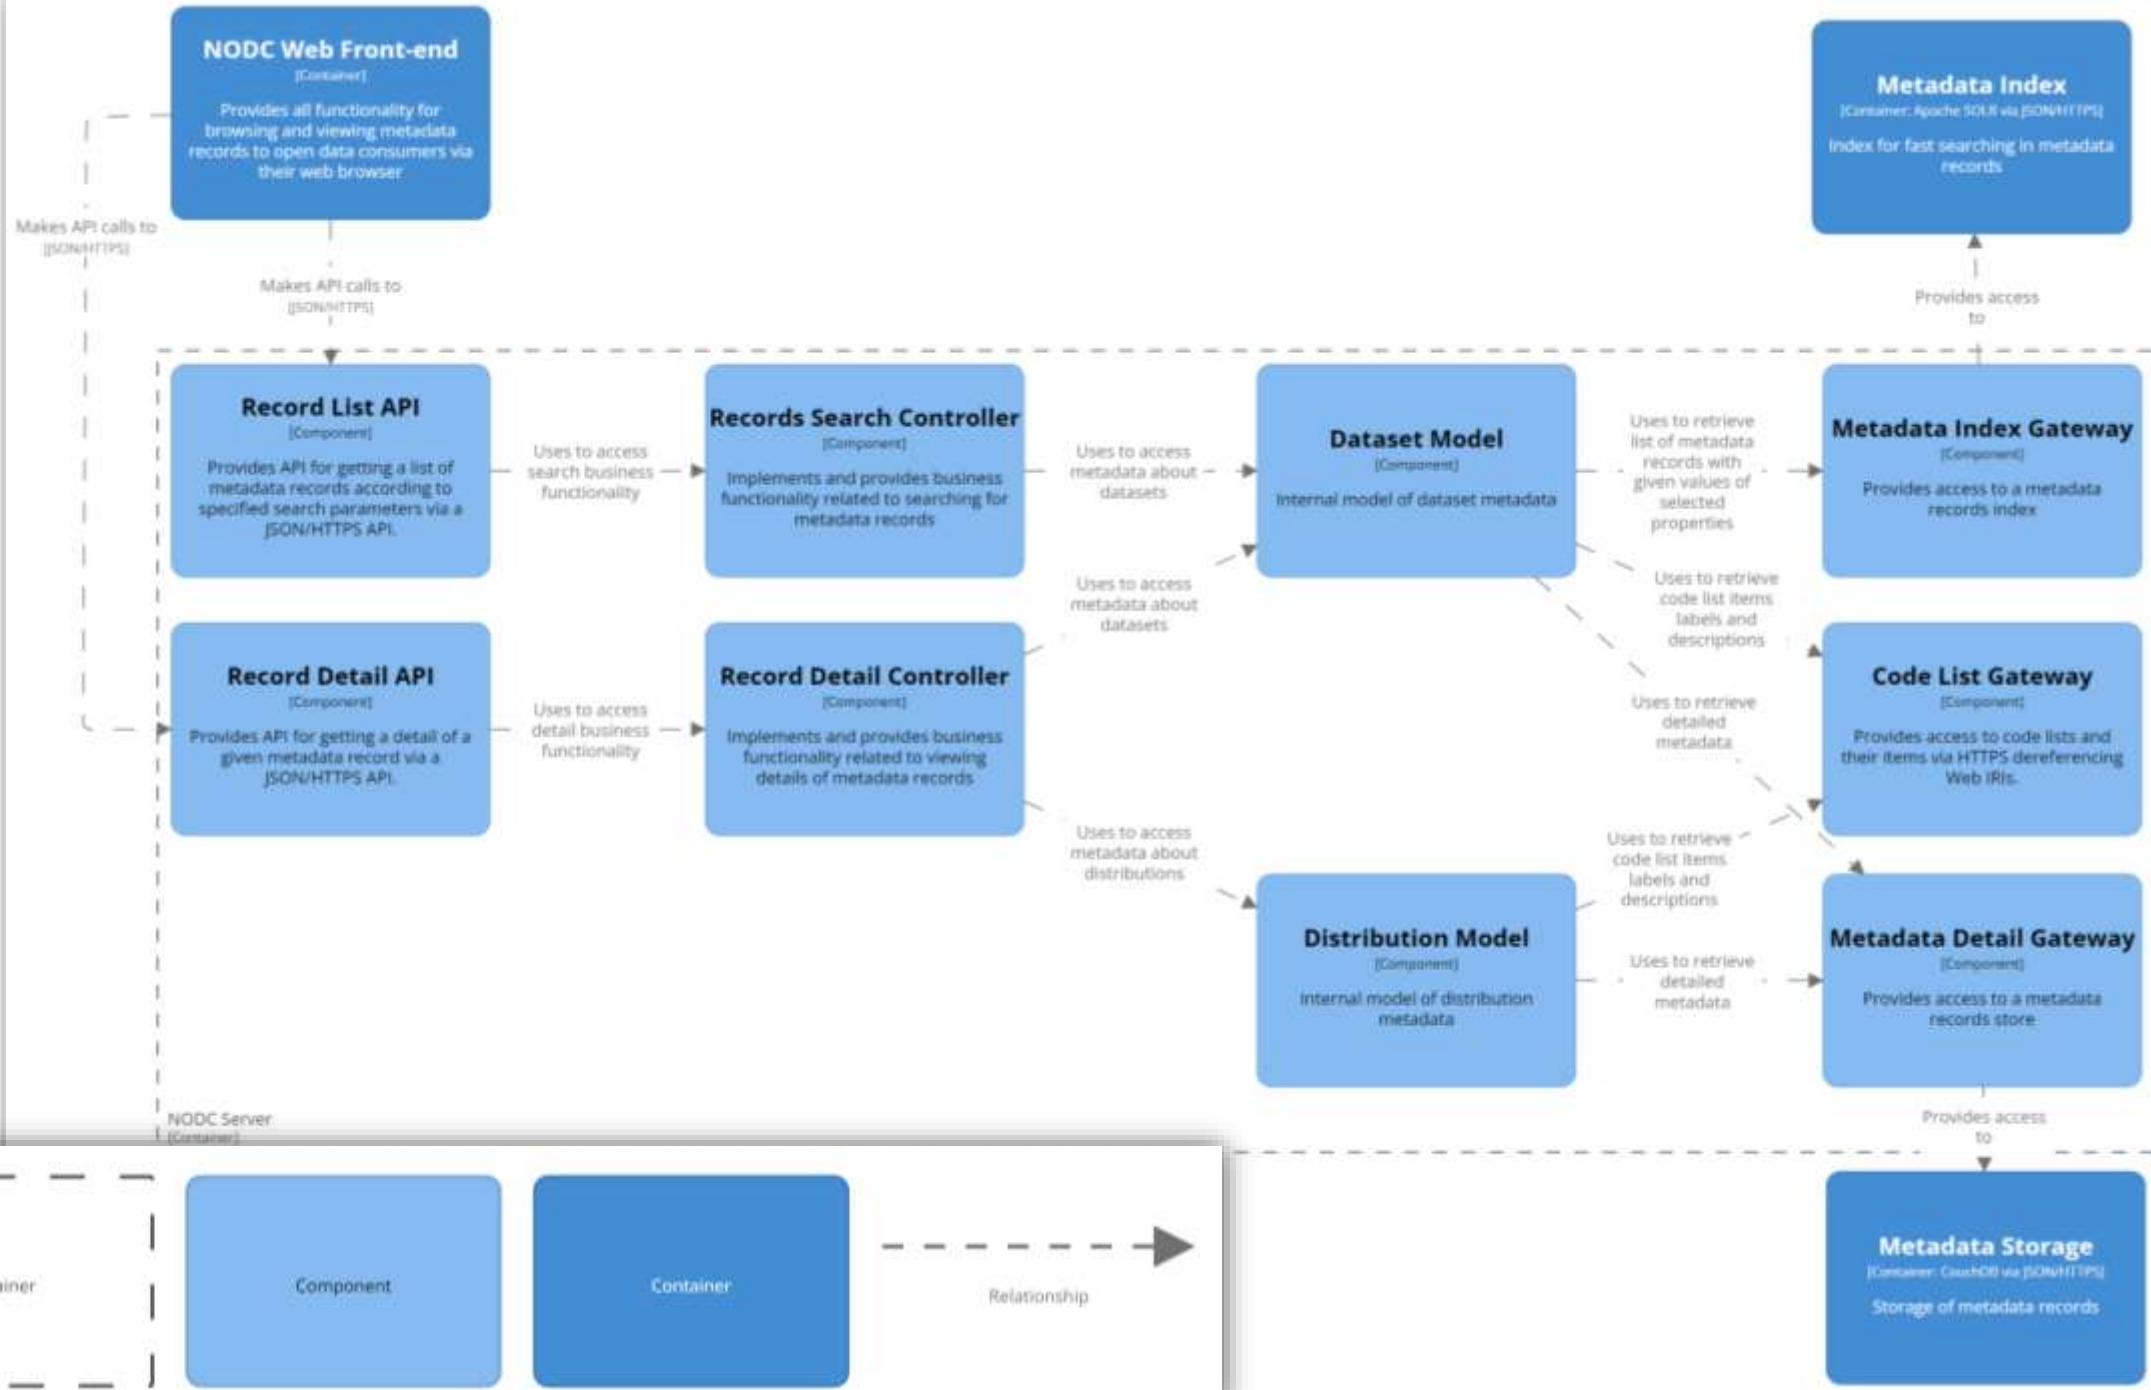 NODC Web Front-end
[Container]
Provides all functionality for
browsing and viewing metadata
records to open data consumers via
their web browser
Metadata Index
[Container: Apache SOLR via JSON/HTTPS]
Index for fast searching in metadata
records
Makes API calls to
[JSON/HTTPS]
Makes API calls to
[JSON/HTTPS]
Provides access
to
Record List API
[Component]
Provides API for getting a list of
metadata records according to
specified search parameters via a
JSON/HTTPS API.
Uses to access
search business
functionality
Records Search Controller
[Component]
Implements and provides business
functionality related to searching for
metadata records
Uses to access
metadata about
datasets
Dataset Model
[Component]
Internal model of dataset metadata
Uses to retrieve
list of metadata
records with
given values of
selected
properties
Metadata Index Gateway
[Component]
Provides access to a metadata
records index
Uses to access
metadata about
datasets
Uses to retrieve
code list items
labels and
descriptions
Record Detail API
[Component]
Provides API for getting a detail of a
given metadata record via a
JSON/HTTPS API.
Uses to access
detail business
functionality
Record Detail Controller
[Component]
Implements and provides business
functionality related to viewing
details of metadata records
Uses to retrieve
detailed
metadata
Code List Gateway
[Component]
Provides access to code lists and
their items via HTTPS dereferencing
Web IRIs.
Uses to access
metadata about
distributions
Uses to retrieve
code list items
labels and
descriptions
Distribution Model
[Component]
Internal model of distribution
metadata
Uses to retrieve
detailed
metadata
Metadata Detail Gateway
[Component]
Provides access to a metadata
records store
NODC Server
[Container]
Provides access
to
Metadata Storage
[Container: CouchDB via JSON/HTTPS]
Storage of metadata records
ainer
Component
Container
Relationship